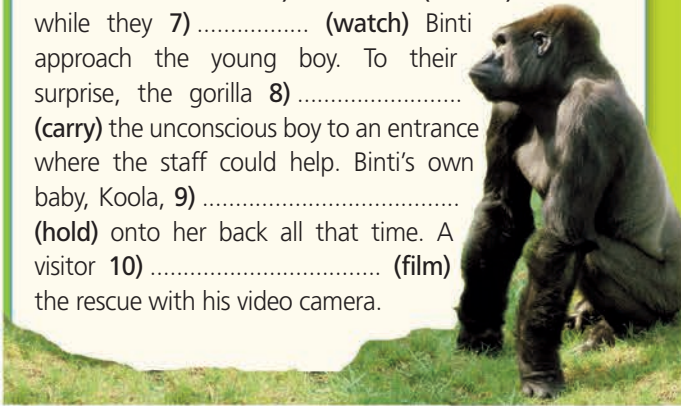 while they 7) ................ (watch) Binti
approach the young boy. To their
surprise, the gorilla 8) .........................
(carry) the unconscious boy to an entrance
where the staff could help. Binti's own
baby, Koola, 9) .......................................
(hold) onto her back all that time. A
visitor 10) ................................... (film)
the rescue with his video camera.